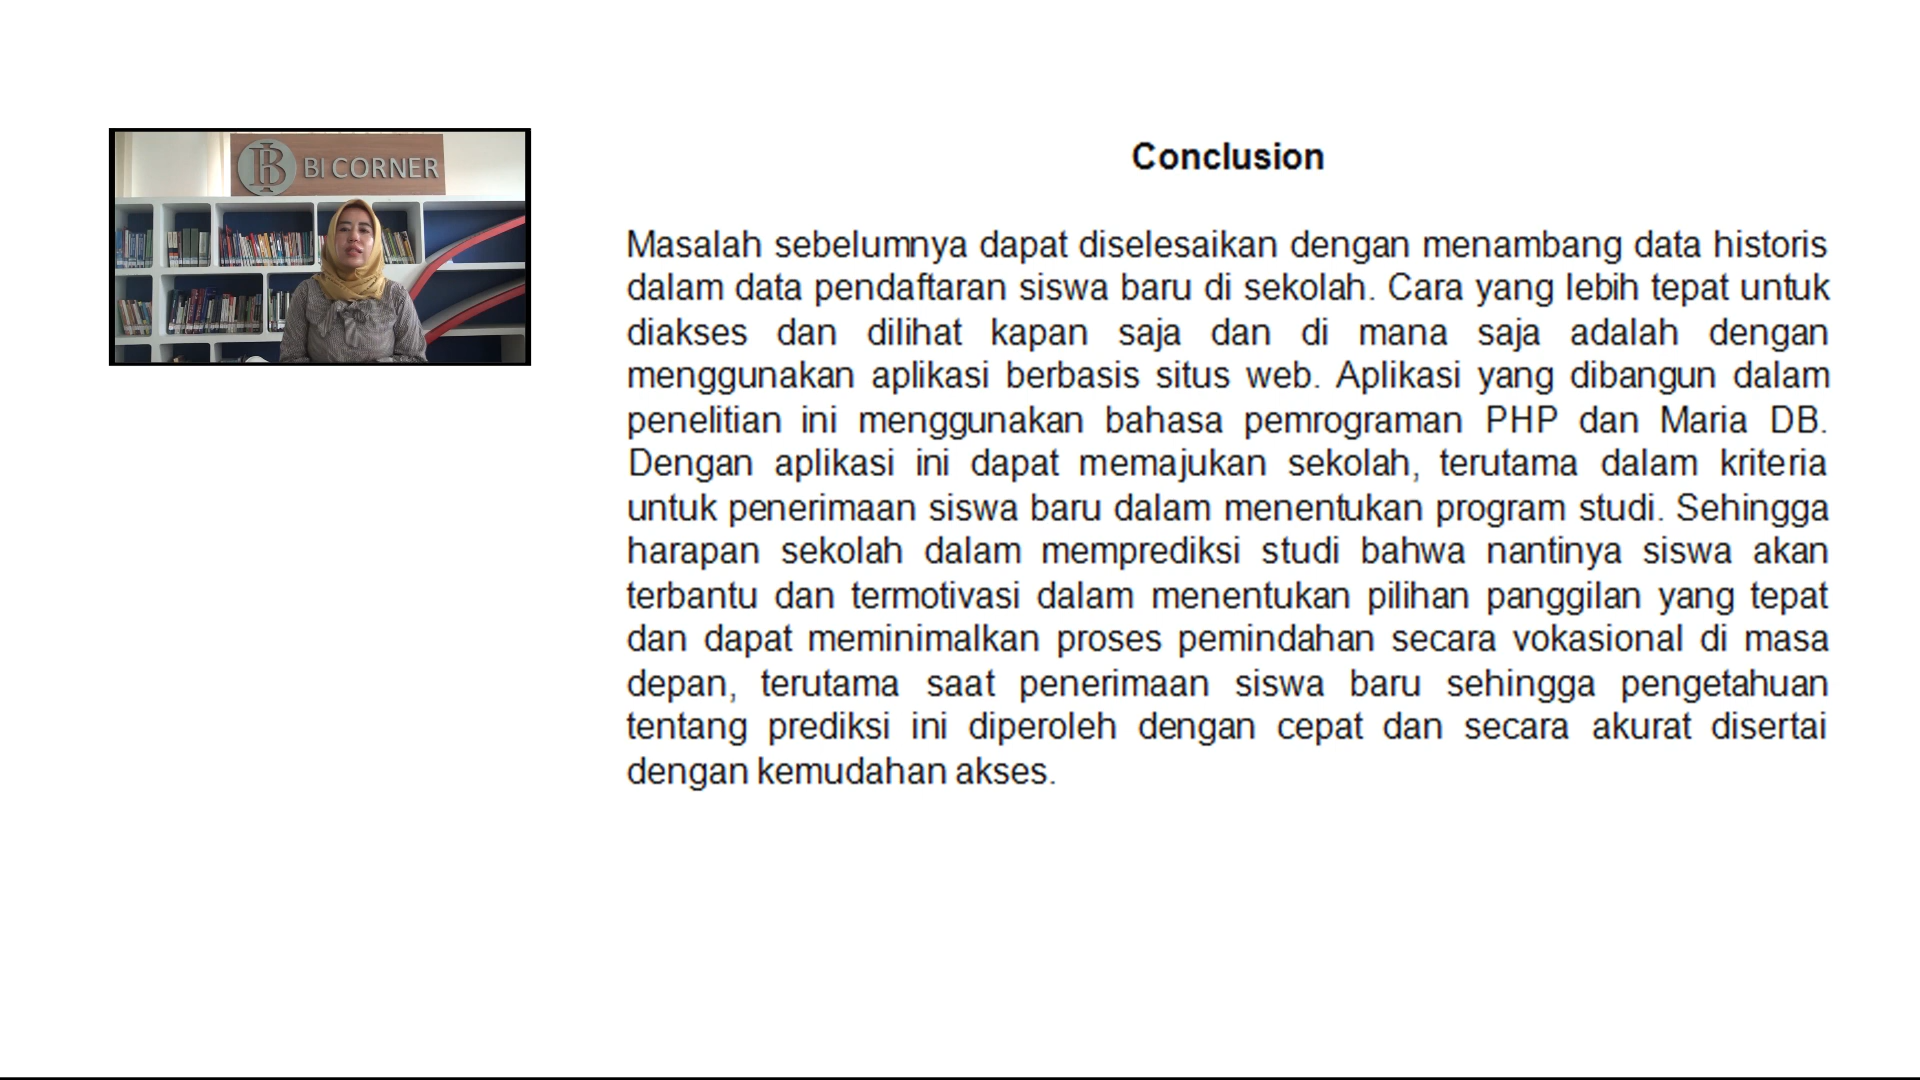 BI CORNER
Conclusion
Masalah sebelumnya dapat diselesaikan dengan menambang data historis
dalam data pendaftaran siswa baru di sekolah. Cara yang lebih tepat untuk
diakses dan dilihat kapan saja dan di mana saja adalah dengan
menggunakan aplikasi berbasis situs web. Aplikasi yang dibangun dalam
penelitian ini menggunakan bahasa pemrograman PHP dan Maria DB.
Dengan aplikasi ini dapat memajukan sekolah, terutama dalam kriteria
untuk penerimaan siswa baru dalam menentukan program studi. Sehingga
harapan sekolah dalam memprediksi studi bahwa nantinya siswa akan
terbantu dan termotivasi dalam menentukan pilihan panggilan yang tepat
dan dapat meminimalkan proses pemindahan secara vokasional di masa
depan, terutama saat penerimaan siswa baru sehingga pengetahuan
tentang prediksi ini diperoleh dengan cepat dan secara akurat disertai
dengan kemudahan akses.